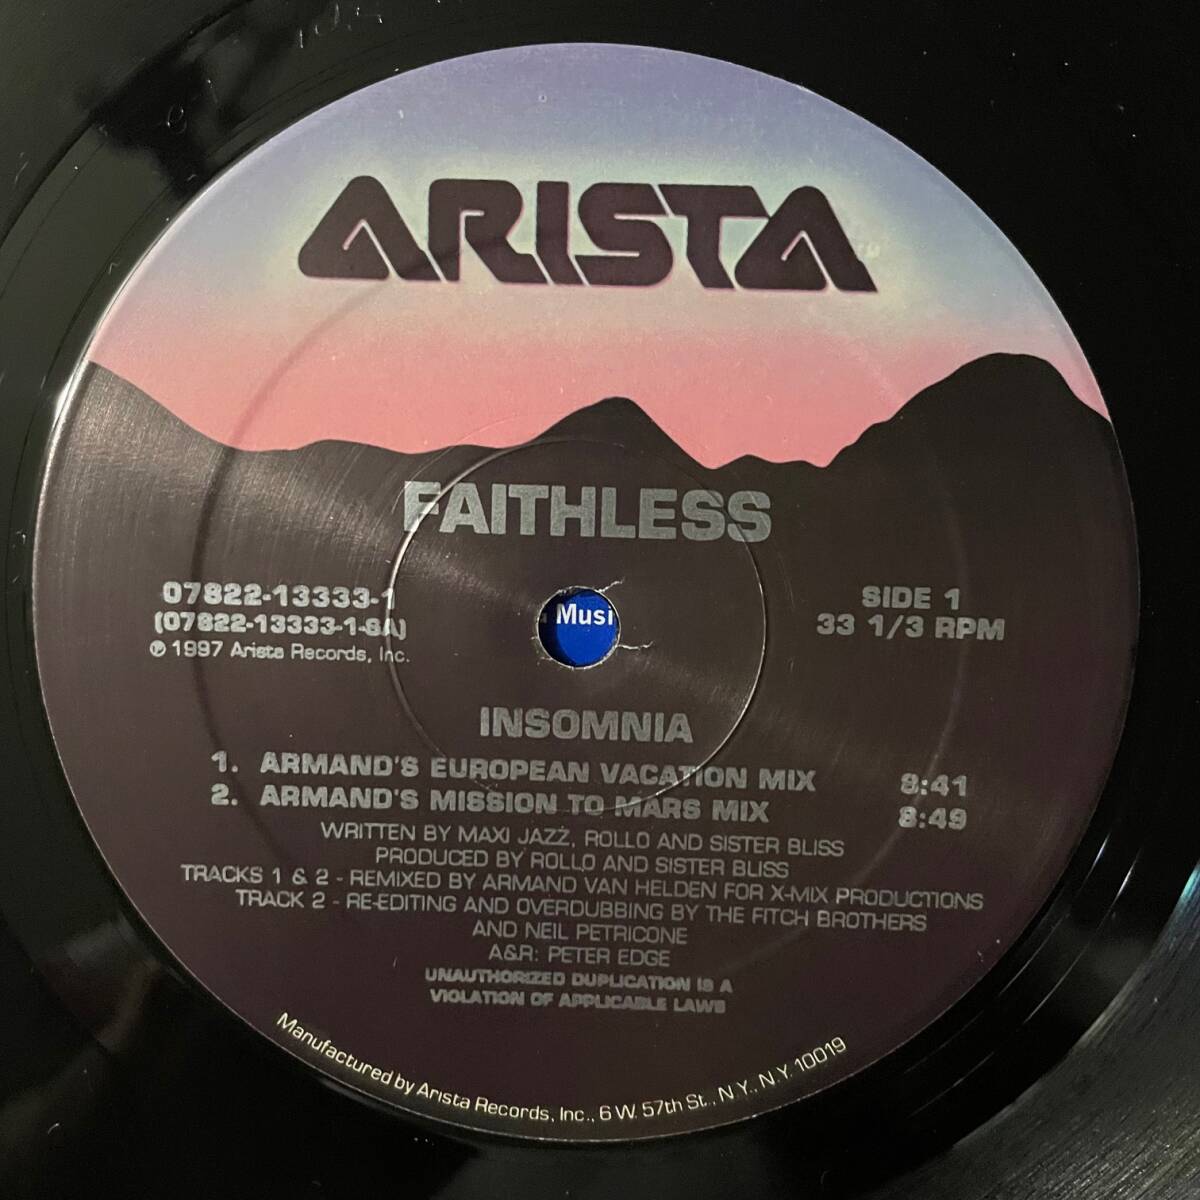 ARISTA
FAITHLESS
07822-13333-1
(07822-13333-1-SA)
℗ 1997 Arista Records, Inc.
SIDE 1
33 1/3 RPM
Musi
INSOMNIA
1. ARMAND'S EUROPEAN VACATION MIX 8:41
2. ARMAND'S MISSION TO MARS MIX 8:49
WRITTEN BY MAXI JAZZ, ROLLO AND SISTER BLISS
PRODUCED BY ROLLO AND SISTER BLISS
TRACKS 1 & 2 - REMIXED BY ARMAND VAN HELDEN FOR X-MIX PRODUCTIONS
TRACK 2 - RE-EDITING AND OVERDUBBING BY THE FITCH BROTHERS
AND NEIL PETRICONE
A&R: PETER EDGE
UNAUTHORIZED DUPLICATION IS A
VIOLATION OF APPLICABLE LAWS
Manufactured by Arista Records, Inc., 6 W. 57th St., N.Y., N.Y. 10019